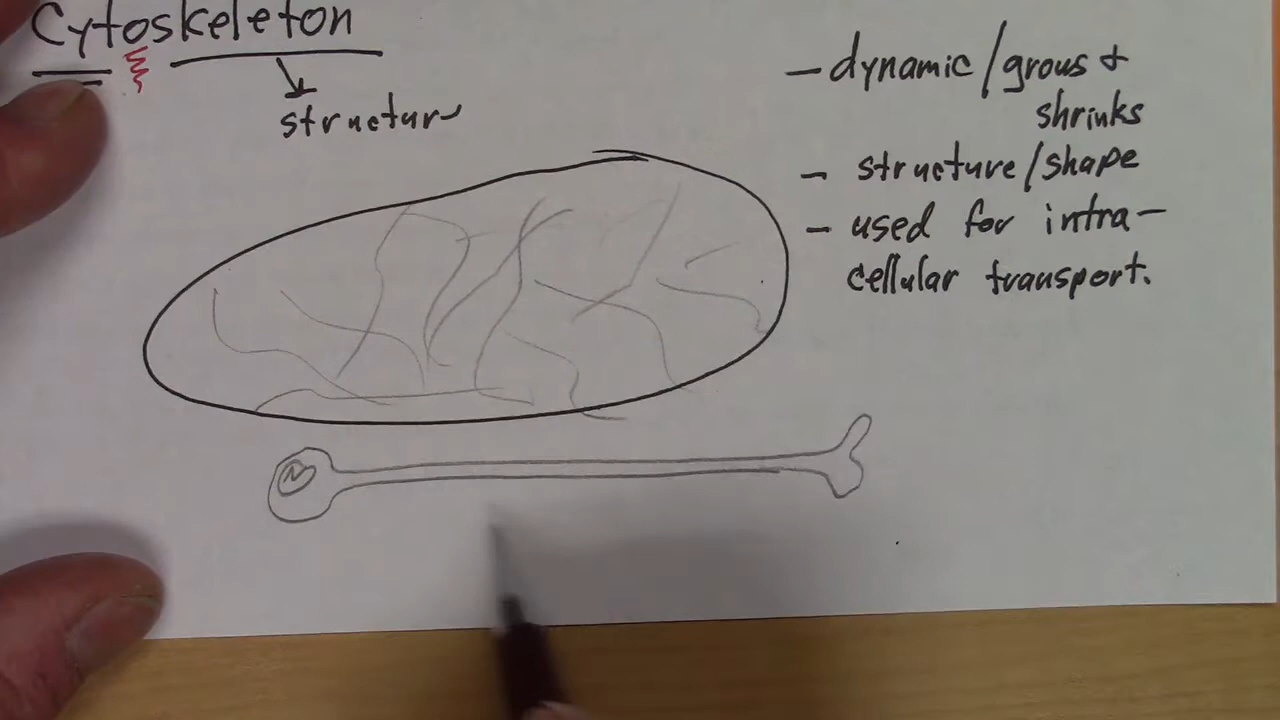 Cytoskeleton
structure
- dynamic/grows +
shrinks
- structure/shape
- used for intra-
cellular transport.
N